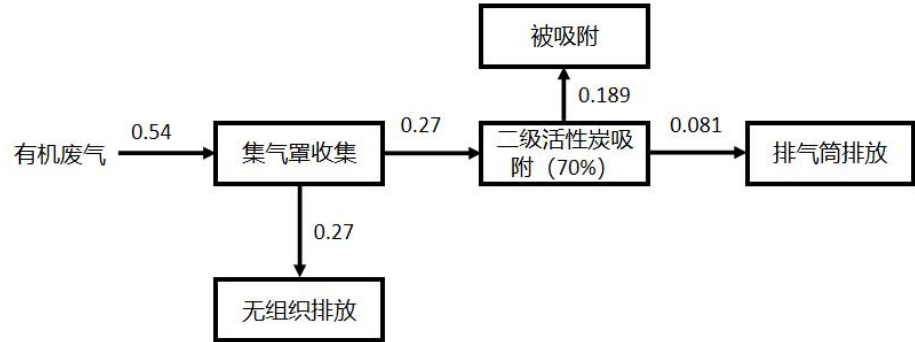 被吸附
0.189
有机废气
0.54
集气罩收集
0.27
二级活性炭吸
附（70%）
0.081
排气筒排放
0.27
无组织排放